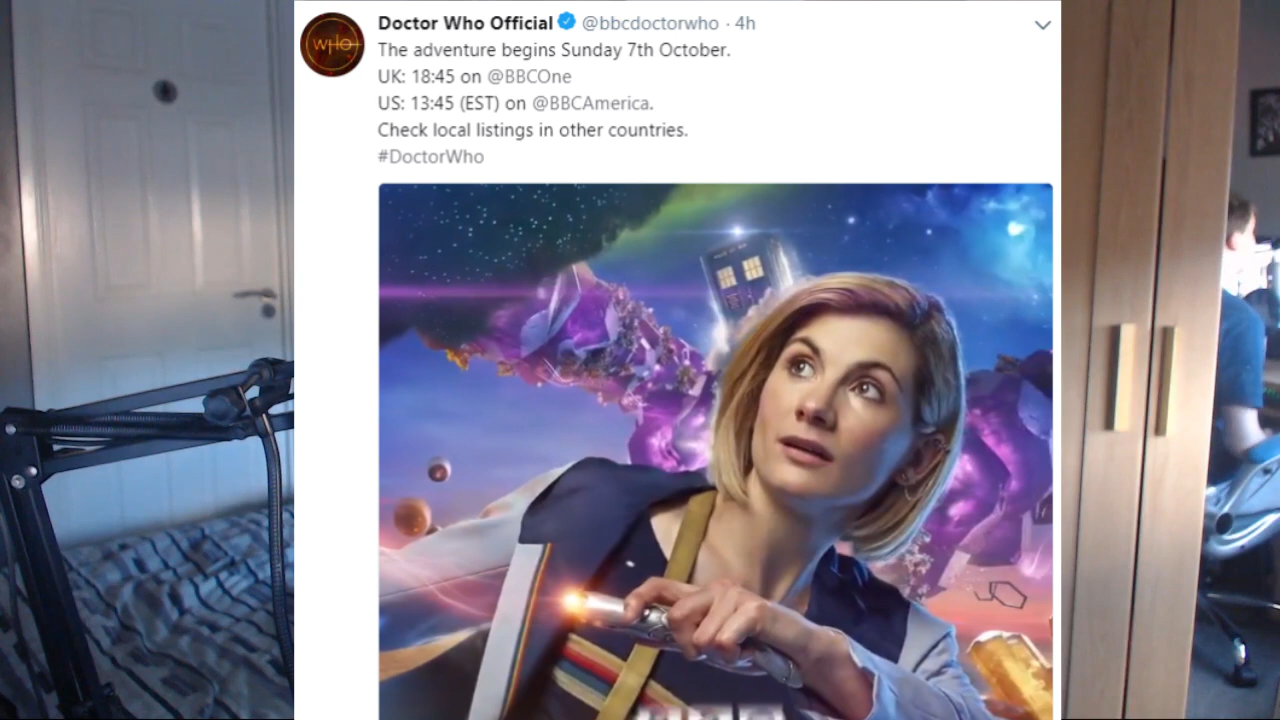 WHO
Doctor Who Official @bbcdoctorwho · 4h
The adventure begins Sunday 7th October.
UK: 18:45 on @BBCOne
US: 13:45 (EST) on @BBCAmerica.
Check local listings in other countries.
#DoctorWho